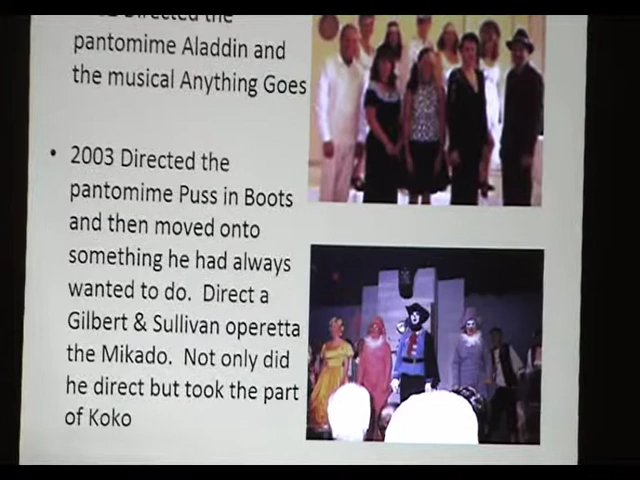 Directed the
pantomime Aladdin and
the musical Anything Goes
• 2003 Directed the
pantomime Puss in Boots
and then moved onto
something he had always
wanted to do. Direct a
Gilbert & Sullivan operetta
the Mikado. Not only did
he direct but took the part
of Koko